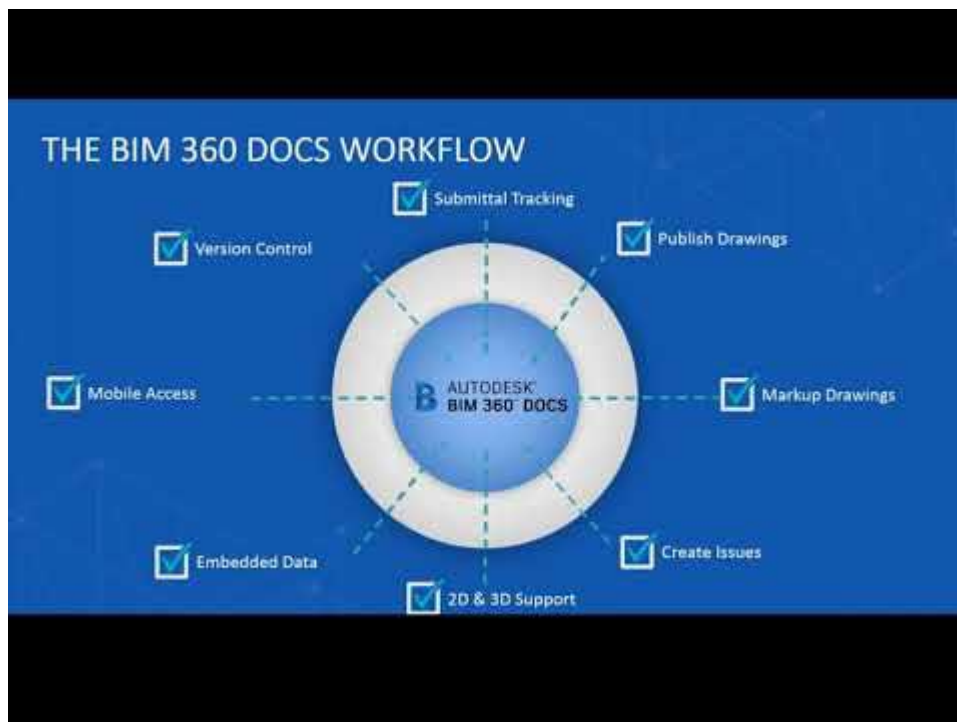 THE BIM 360 DOCS WORKFLOW
Submittal Tracking
Publish Drawings
Version Control
Mobile Access
B AUTODESK®
BIM 360™ DOCS
Markup Drawings
Embedded Data
Create Issues
2D & 3D Support